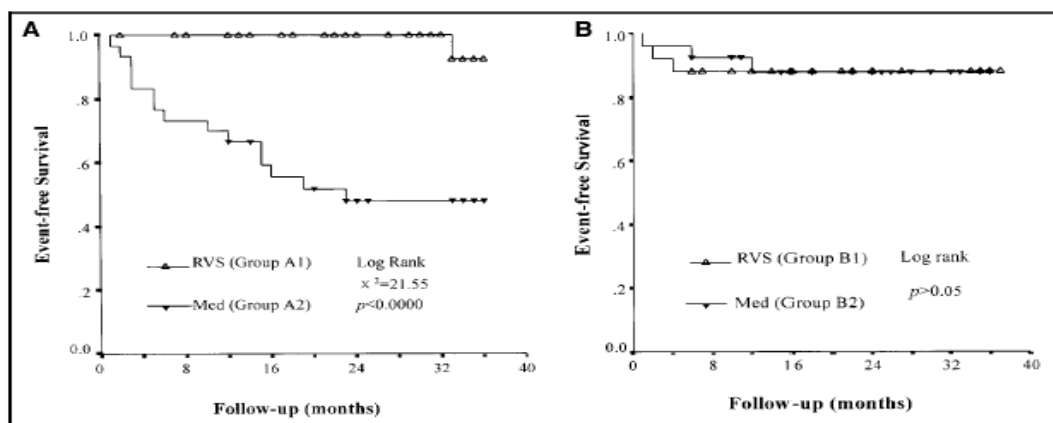 A
1.0
.8
.6
.4
.2
0.0
Event-free Survival
RVS (Group A1) Log Rank
x ²=21.55
Med (Group A2) p<0.0000
0 8 16 24 32 40
Follow-up (months)
B
1.0
.8
.6
.4
.2
0.0
Event-free Survival
RVS (Group B1) Log rank
p>0.05
Med (Group B2)
0 8 16 24 32 40
Follow-up (months)